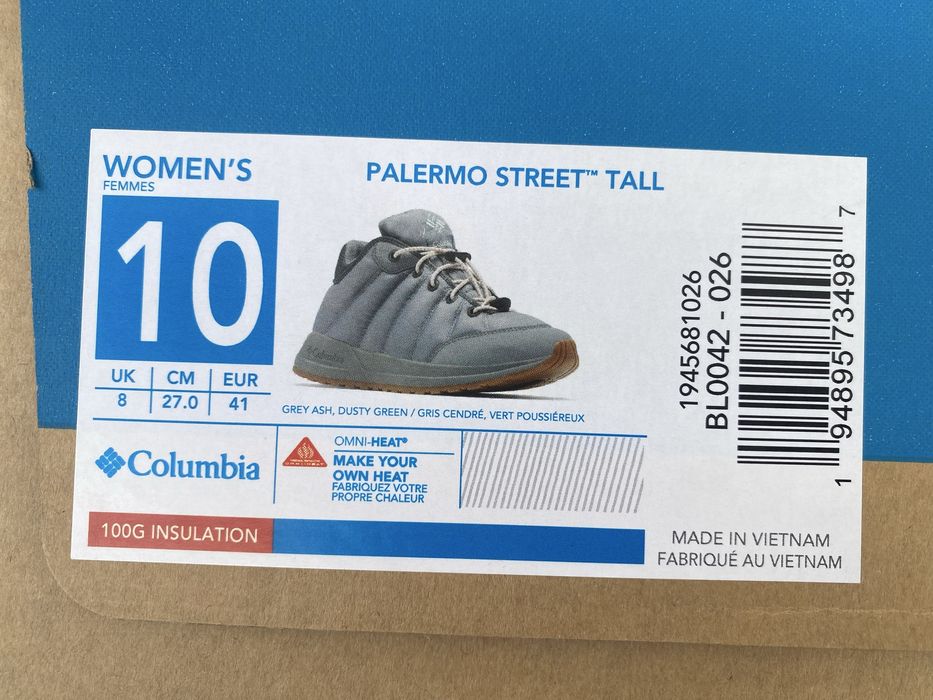 WOMEN'S
FEMMES
10
UK CM EUR
8 27.0 41
PALERMO STREET™ TALL
GREY ASH, DUSTY GREEN / GRIS CENDRÉ, VERT POUSSIÉREUX
1945681026
BL0042 - 026
1 94895 73498 7
Columbia
OMNI-HEAT®
MAKE YOUR
OWN HEAT
FABRIQUEZ VOTRE
PROPRE CHALEUR
100G INSULATION
MADE IN VIETNAM
FABRIQUÉ AU VIETNAM